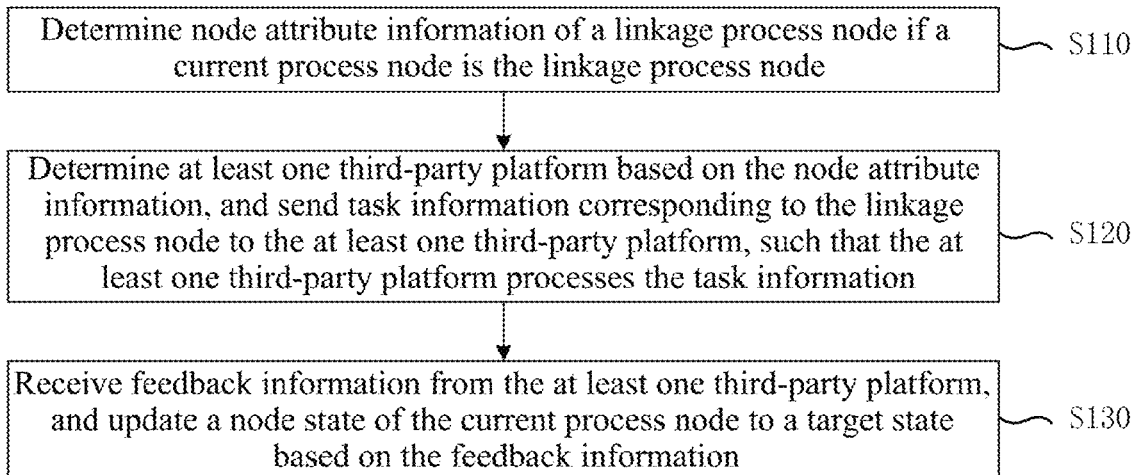 Determine node attribute information of a linkage process node if a
current process node is the linkage process node
S110
Determine at least one third-party platform based on the node attribute
information, and send task information corresponding to the linkage
process node to the at least one third-party platform, such that the at
least one third-party platform processes the task information
S120
Receive feedback information from the at least one third-party platform,
and update a node state of the current process node to a target state
based on the feedback information
S130